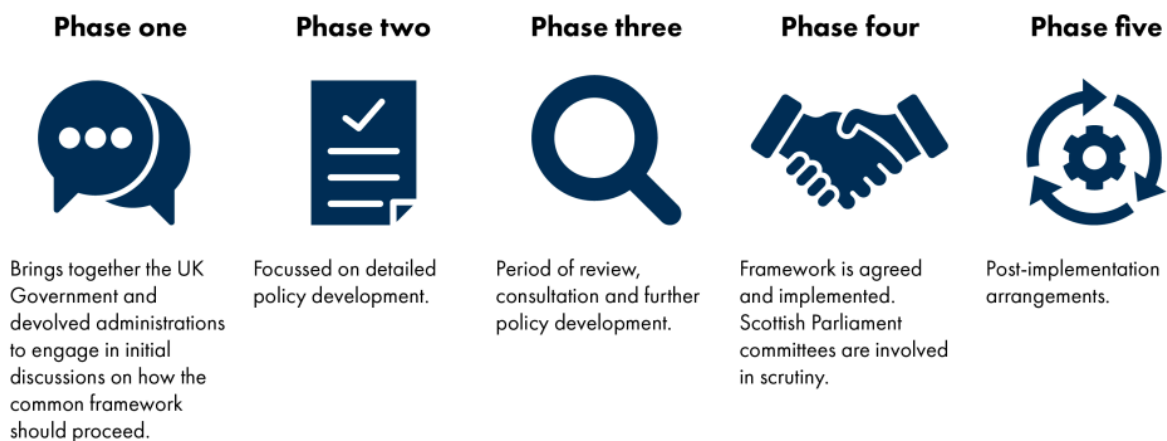 Phase one
Brings together the UK
Government and
devolved administrations
to engage in initial
discussions on how the
common framework
should proceed.
Phase two
Focussed on detailed
policy development.
Phase three
Period of review,
consultation and further
policy development.
Phase four
Framework is agreed
and implemented.
Scottish Parliament
committees are involved
in scrutiny.
Phase five
Post-implementation
arrangements.